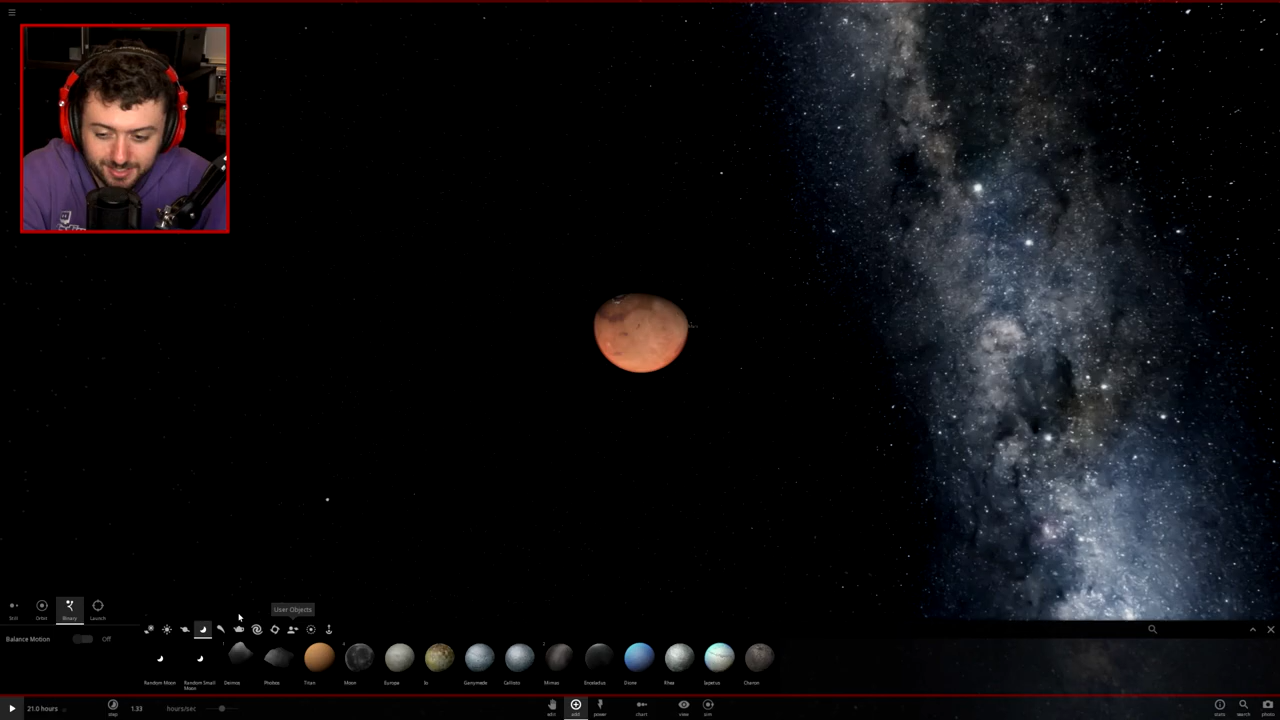 User Objects
Still
Orbit
Binary
Launch
Balance Motion
Off
Random Moon
Random Small Moon
Deimos
Phobos
Titan
Moon
Europa
Io
Ganymede
Callisto
Mimas
Enceladus
Dione
Rhea
Iapetus
Charon
21.0 hours
step
1.33
hours/sec
edit
add
power
chart
view
sim
stats
search
photo